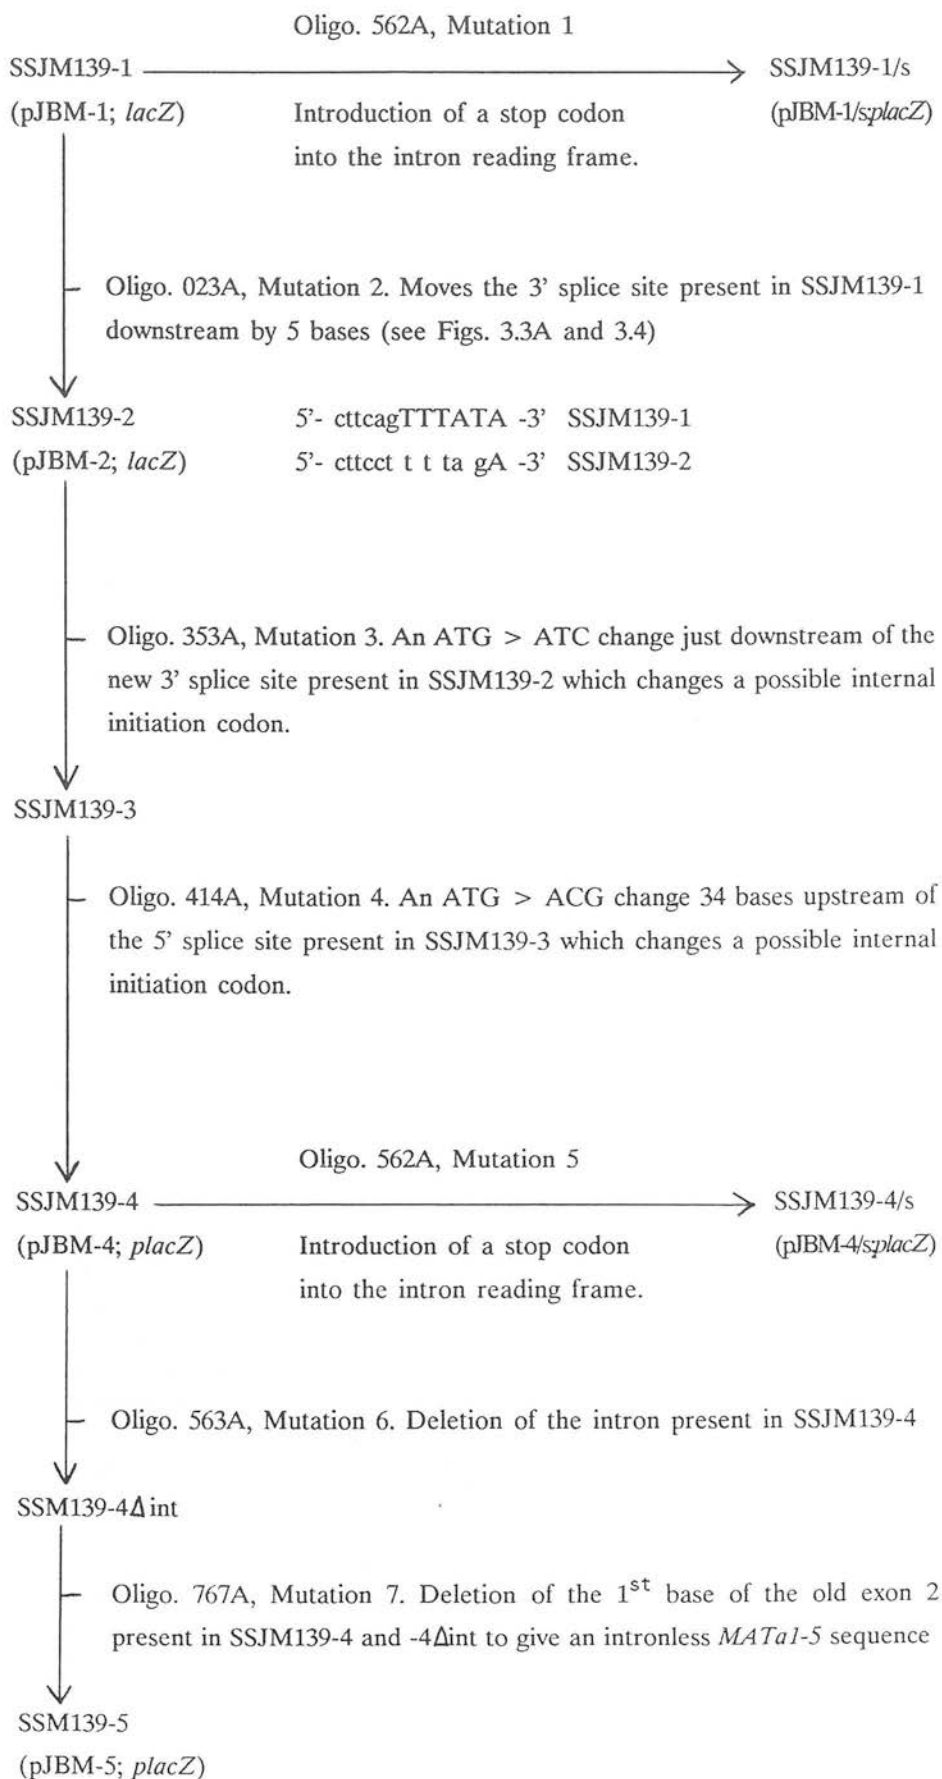 Oligo. 562A, Mutation 1
SSJM139-1 SSJM139-1/s
(pJBM-1; lacZ) Introduction of a stop codon (pJBM-1/s;placZ)
into the intron reading frame.
Oligo. 023A, Mutation 2. Moves the 3' splice site present in SSJM139-1
downstream by 5 bases (see Figs. 3.3A and 3.4)
SSJM139-2 5'- cttcagTTTATA -3' SSJM139-1
(pJBM-2; lacZ) 5'- cttcct t t ta gA -3' SSJM139-2
Oligo. 353A, Mutation 3. An ATG > ATC change just downstream of the
new 3' splice site present in SSJM139-2 which changes a possible internal
initiation codon.
SSJM139-3
Oligo. 414A, Mutation 4. An ATG > ACG change 34 bases upstream of
the 5' splice site present in SSJM139-3 which changes a possible internal
initiation codon.
Oligo. 562A, Mutation 5
SSJM139-4 SSJM139-4/s
(pJBM-4; placZ) Introduction of a stop codon (pJBM-4/s;placZ)
into the intron reading frame.
Oligo. 563A, Mutation 6. Deletion of the intron present in SSJM139-4
SSM139-4Δint
Oligo. 767A, Mutation 7. Deletion of the 1st base of the old exon 2
present in SSJM139-4 and -4Δint to give an intronless MATa1-5 sequence
SSM139-5
(pJBM-5; placZ)